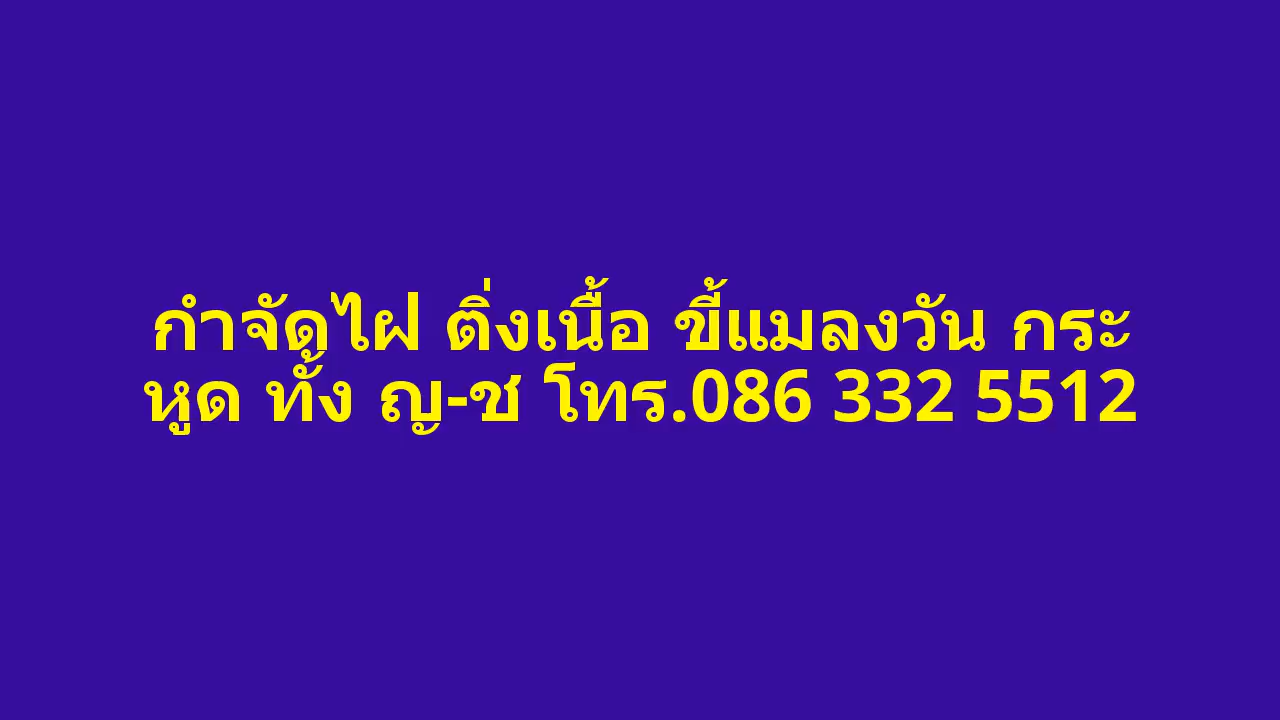 กำจัดไฝ ติ่งเนื้อ ขี้แมลงวัน กระ
หูด ทั้ง ญ-ช โทร.086 332 5512